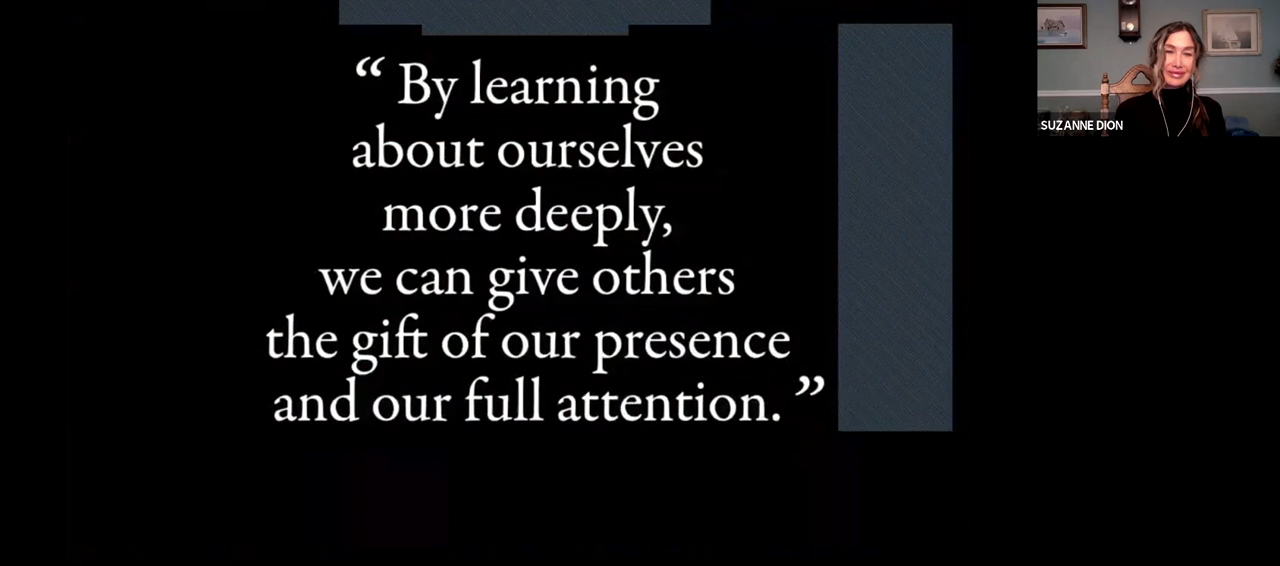 “ By learning
about ourselves
more deeply,
we can give others
the gift of our presence
and our full attention. ”
SUZANNE DION